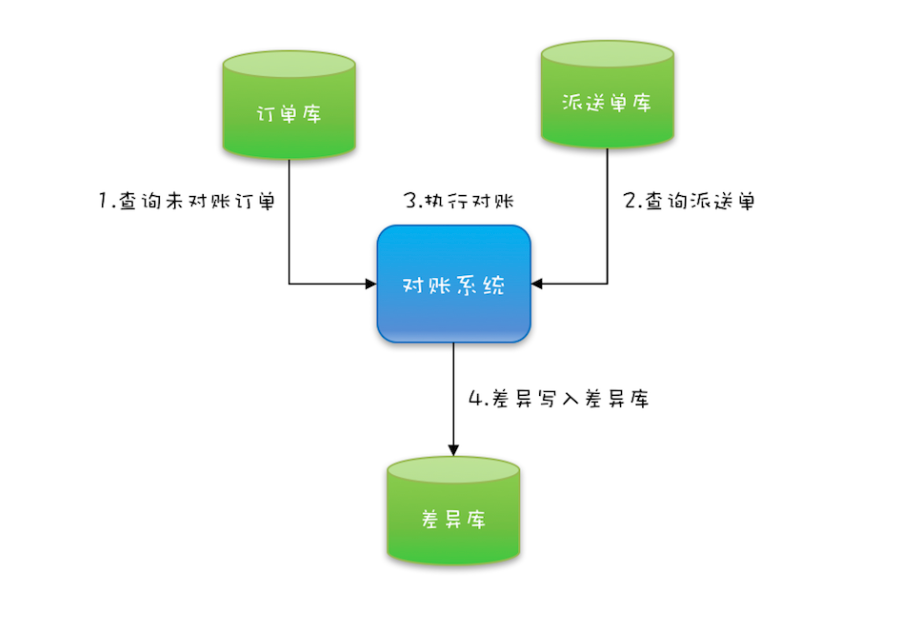 订单库
派送单库
1.查询未对账订单
3.执行对账
2.查询派送单
对账系统
4.差异写入差异库
差异库